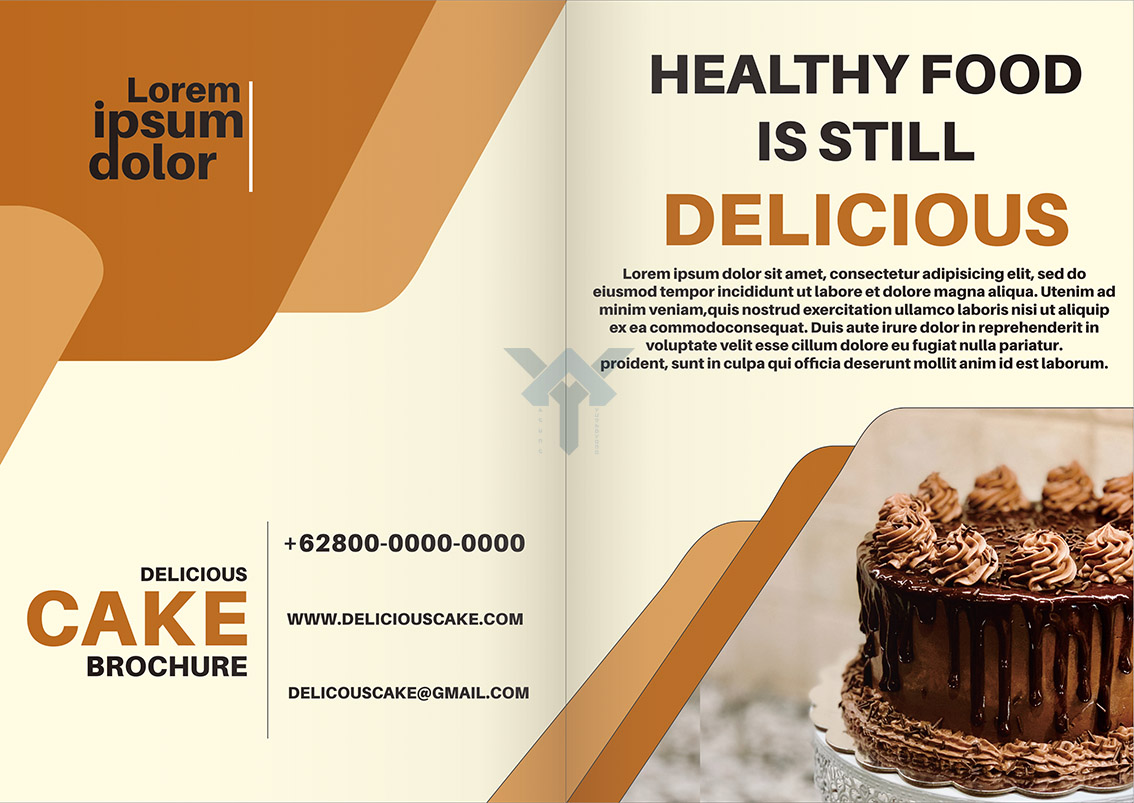 Lorem
ipsum
dolor
DELICIOUS
CAKE
BROCHURE
+62800-0000-0000
WWW.DELICIOUSCAKE.COM
DELICOUSCAKE@GMAIL.COM
HEALTHY FOOD
IS STILL
DELICIOUS
Lorem ipsum dolor sit amet, consectetur adipisicing elit, sed do
eiusmod tempor incididunt ut labore et dolore magna aliqua. Utenim ad
minim veniam,quis nostrud exercitation ullamco laboris nisi ut aliquip
ex ea commodoconsequat. Duis aute irure dolor in reprehenderit in
voluptate velit esse cillum dolore eu fugiat nulla pariatur.
proident, sunt in culpa qui officia deserunt mollit anim id est laborum.